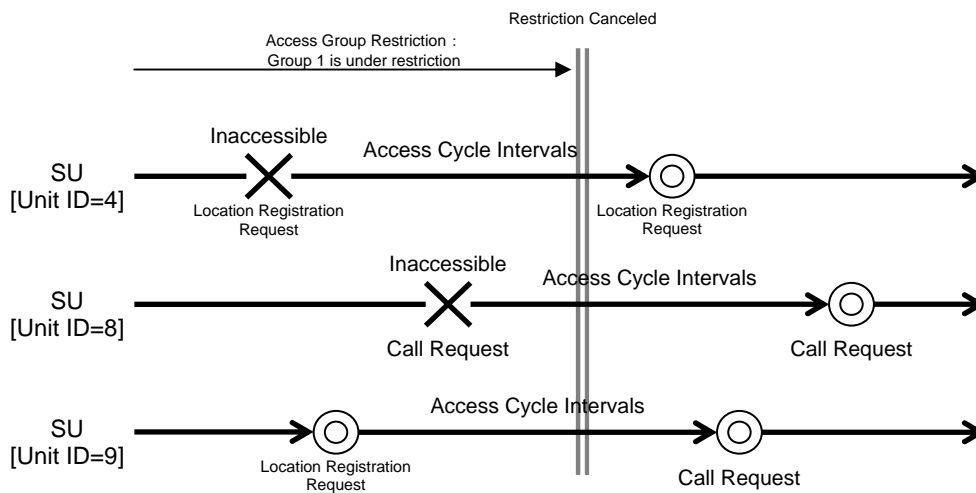 Restriction Canceled
Access Group Restriction :
Group 1 is under restriction
Inaccessible
Access Cycle Intervals
SU
[Unit ID=4]
Location Registration
Request
Location Registration
Request
Inaccessible
Access Cycle Intervals
SU
[Unit ID=8]
Call Request
Call Request
Access Cycle Intervals
SU
[Unit ID=9]
Location Registration
Request
Call Request